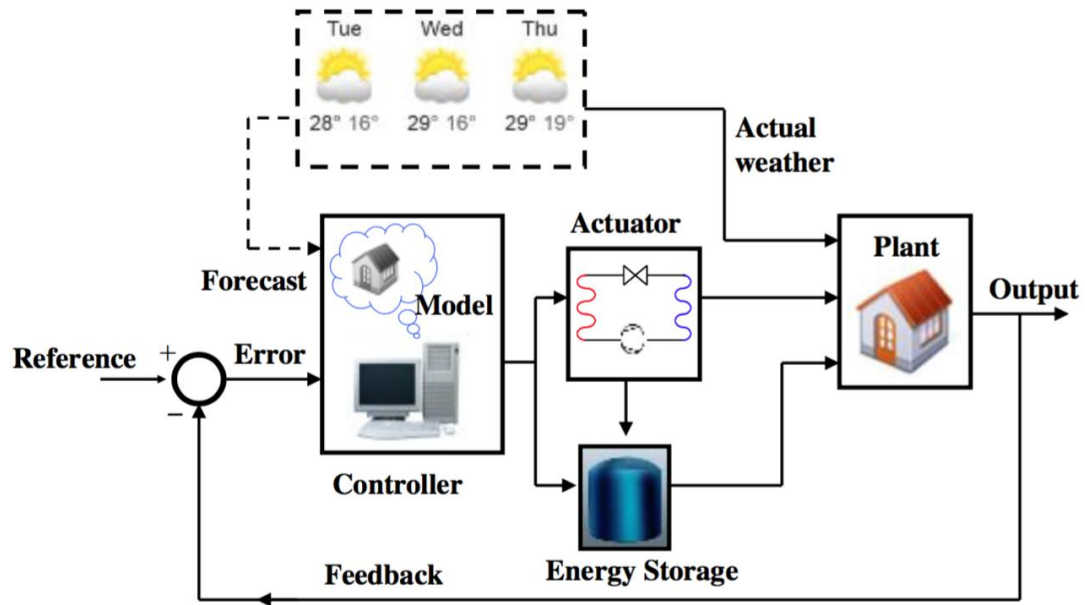 Tue Wed Thu
28° 16° 29° 16° 29° 19°
Actual
weather
Actuator
Plant
Forecast
Model
Output
Reference
+
Error
−
Controller
Energy Storage
Feedback